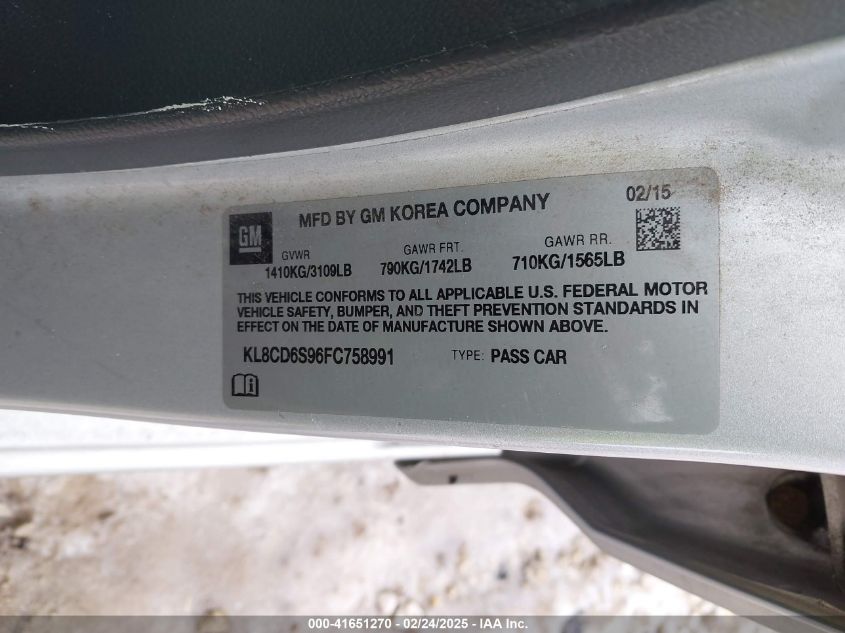 MFD BY GM KOREA COMPANY 02/15
GM
GVWR GAWR FRT. GAWR RR.
1410KG/3109LB 790KG/1742LB 710KG/1565LB
THIS VEHICLE CONFORMS TO ALL APPLICABLE U.S. FEDERAL MOTOR
VEHICLE SAFETY, BUMPER, AND THEFT PREVENTION STANDARDS IN
EFFECT ON THE DATE OF MANUFACTURE SHOWN ABOVE.
KL8CD6S96FC758991 TYPE: PASS CAR
000-41651270 - 02/24/2025 - IAA Inc.